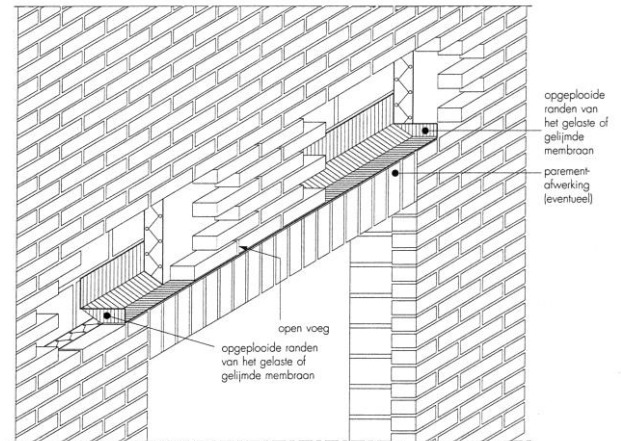 opgeplooide
randen van
het gelaste of
gelijmde
membraan
parement-
afwerking
(eventueel)
open voeg
opgeplooide randen
van het gelaste of
gelijmde membraan